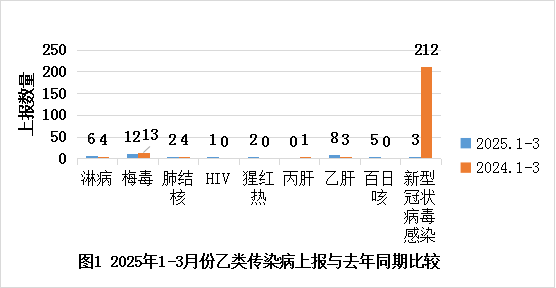 250
200
150
100
50
0
上报数量
6 4 12 13 2 4 1 0 2 0 0 1 8 3 5 0 3 212
淋病 梅毒 肺结核 HIV 猩红热 丙肝 乙肝 百日咳 新型冠状病毒感染
2025.1-3
2024.1-3
图1 2025年1-3月份乙类传染病上报与去年同期比较